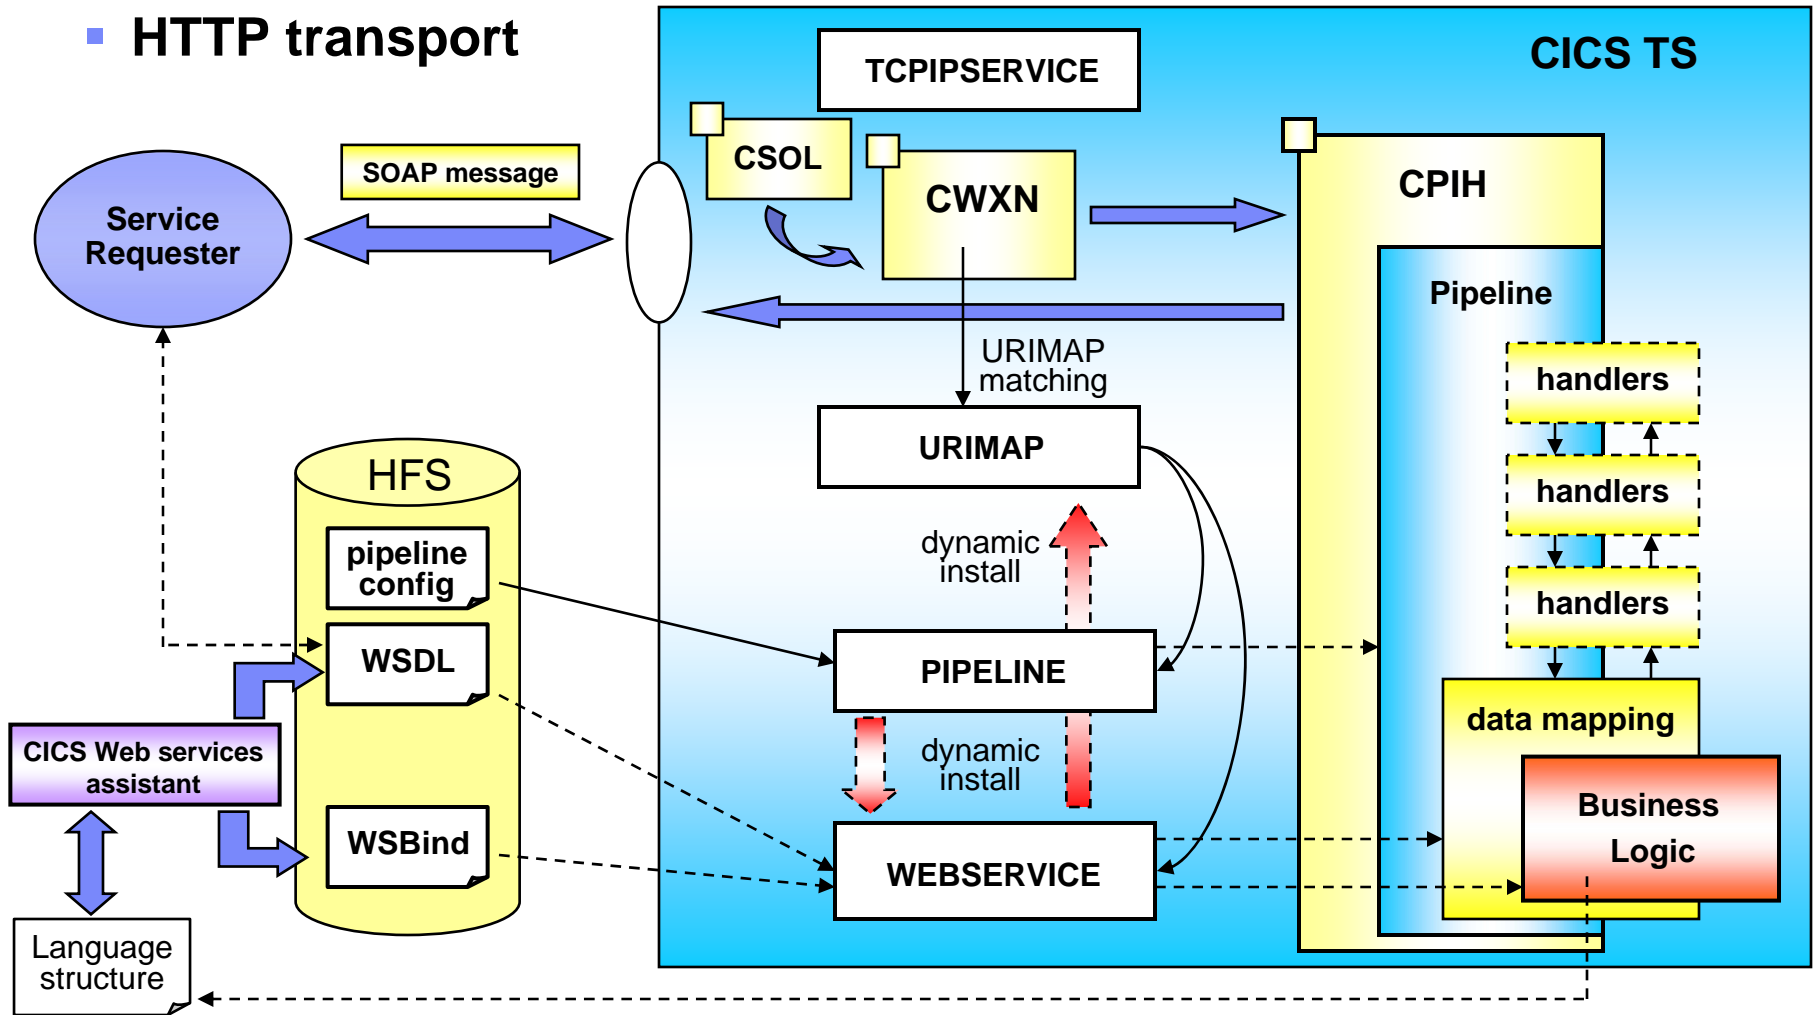 HTTP transport
CICS TS
TCPIPSERVICE
CSOL
CWXN
CPIH
SOAP message
Service
Requester
Pipeline
URIMAP
matching
handlers
URIMAP
HFS
handlers
pipeline
config
dynamic
install
handlers
WSDL
PIPELINE
data mapping
CICS Web services
assistant
dynamic
install
Business
Logic
WSBind
WEBSERVICE
Language
structure